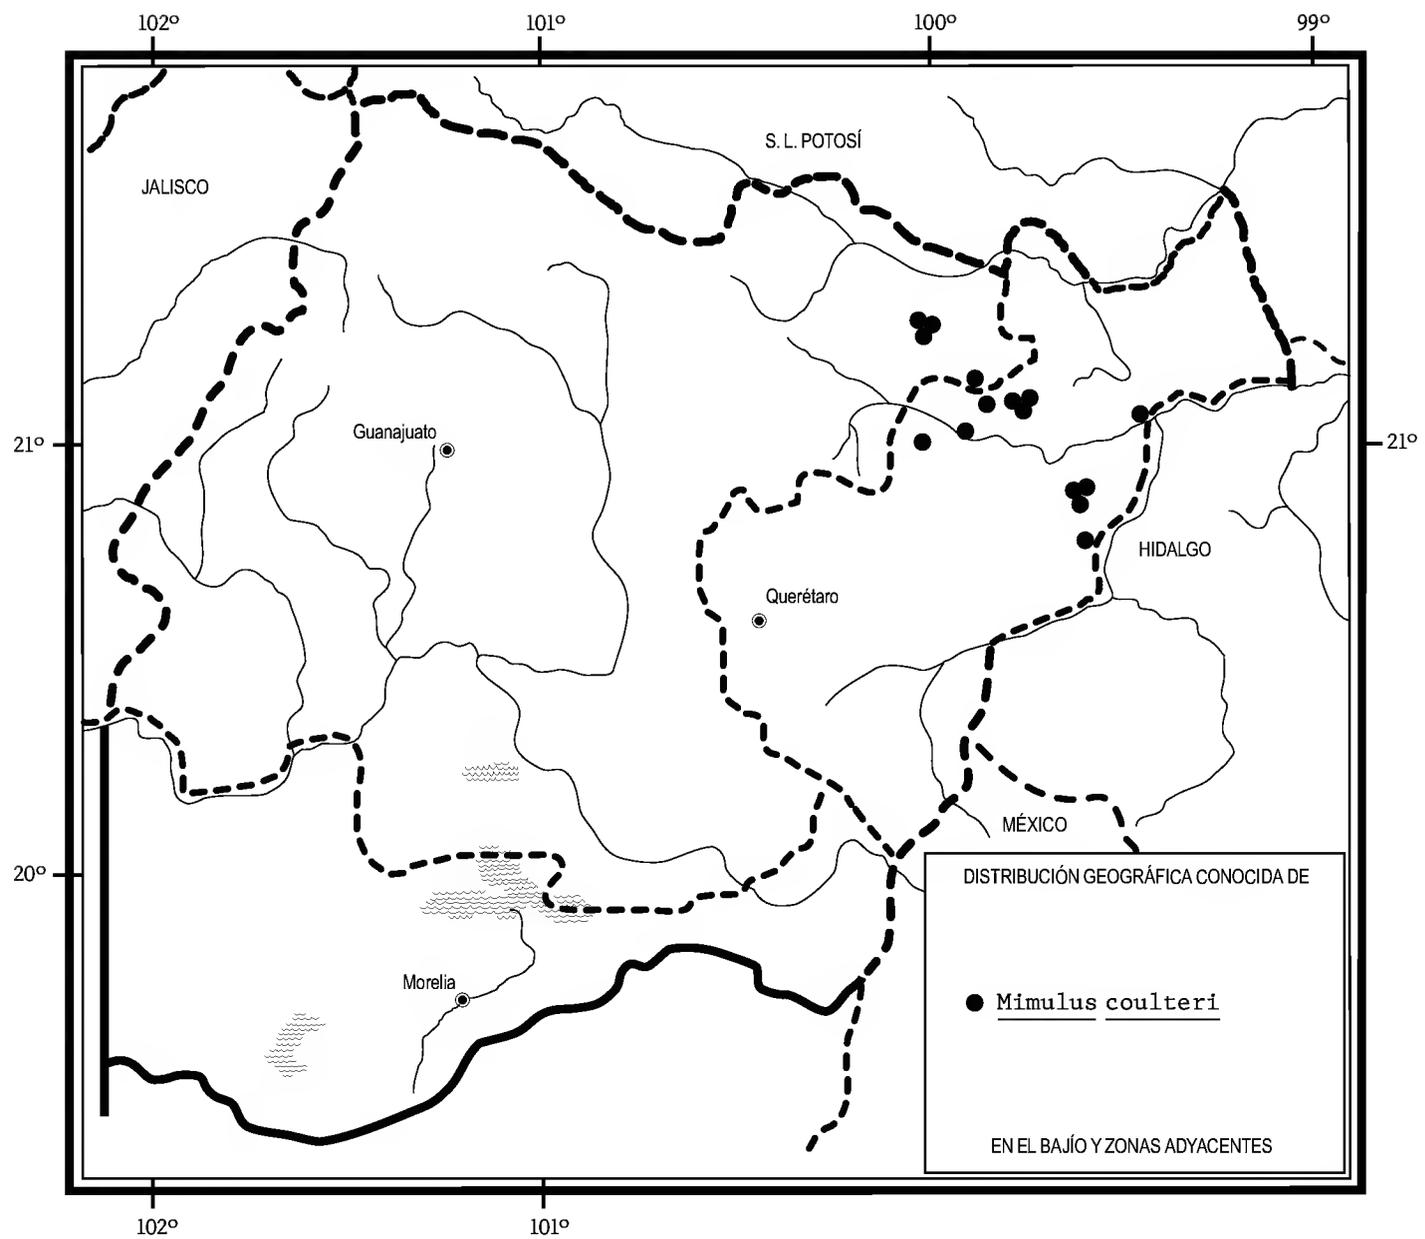 102º 101º 100º 99º
S. L. POTOSÍ
JALISCO
Guanajuato
21º
21º
HIDALGO
Querétaro
MÉXICO
20º
DISTRIBUCIÓN GEOGRÁFICA CONOCIDA DE
Morelia
Mimulus coulteri
EN EL BAJÍO Y ZONAS ADYACENTES
102º 101º